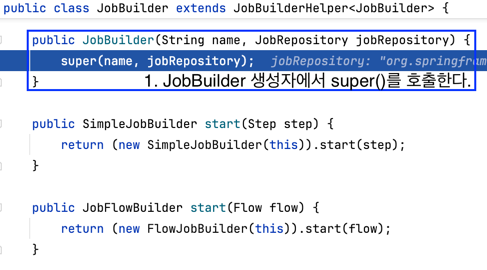 public class JobBuilder extends JobBuilderHelper<JobBuilder> {
public JobBuilder(String name, JobRepository jobRepository) {
super(name, jobRepository); jobRepository: "org.springfram
} 1. JobBuilder 생성자에서 super()를 호출한다.
public SimpleJobBuilder start(Step step) {
return (new SimpleJobBuilder(this)).start(step);
}
public JobFlowBuilder start(Flow flow) {
return (new FlowJobBuilder(this)).start(flow);
}